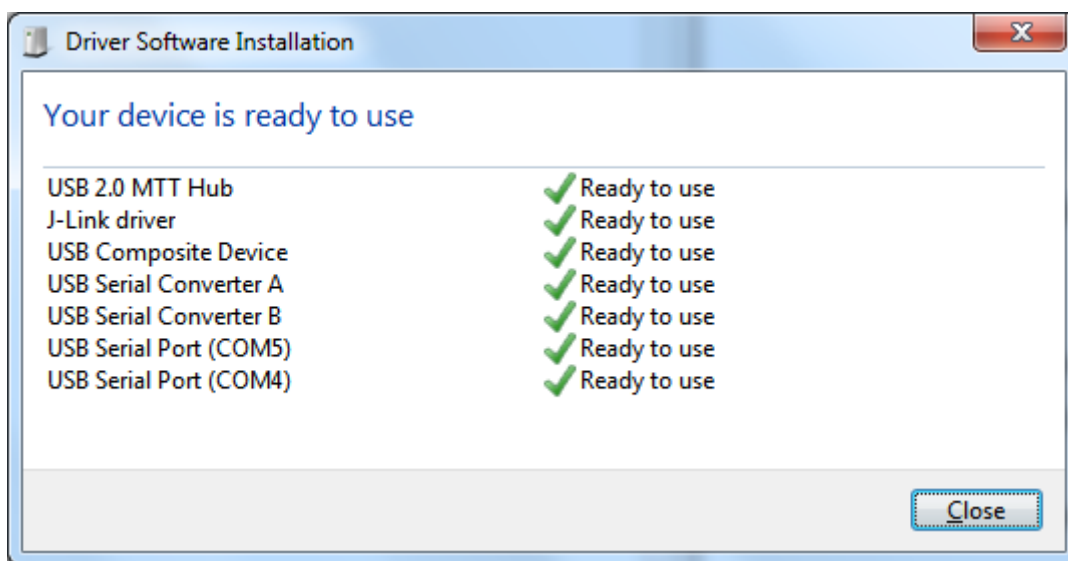 Driver Software Installation
Your device is ready to use
USB 2.0 MTT Hub Ready to use
J-Link driver Ready to use
USB Composite Device Ready to use
USB Serial Converter A Ready to use
USB Serial Converter B Ready to use
USB Serial Port (COM5) Ready to use
USB Serial Port (COM4) Ready to use
Close